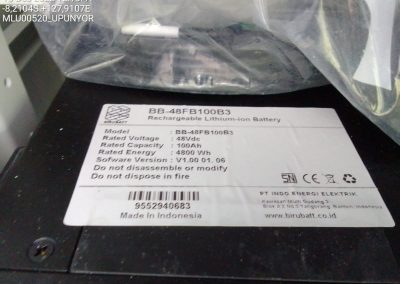 -8,21045,+127,9107E
MLU00520_UPUNYOR
BB-48FB100B3
Rechargeable Lithium-ion Battery
Model : BB-48FB100B3
Rated Voltage : 48Vdc
Rated Capacity : 100Ah
Rated Energy : 4800 Wh
Sofware Version : V1.00 01. 06
Do not disassemble or modify
Do not dispose in fire
9552940683
Made In Indonesia
CE
PT INDO ENERGI ELEKTRIK
www.birubatt.co.id